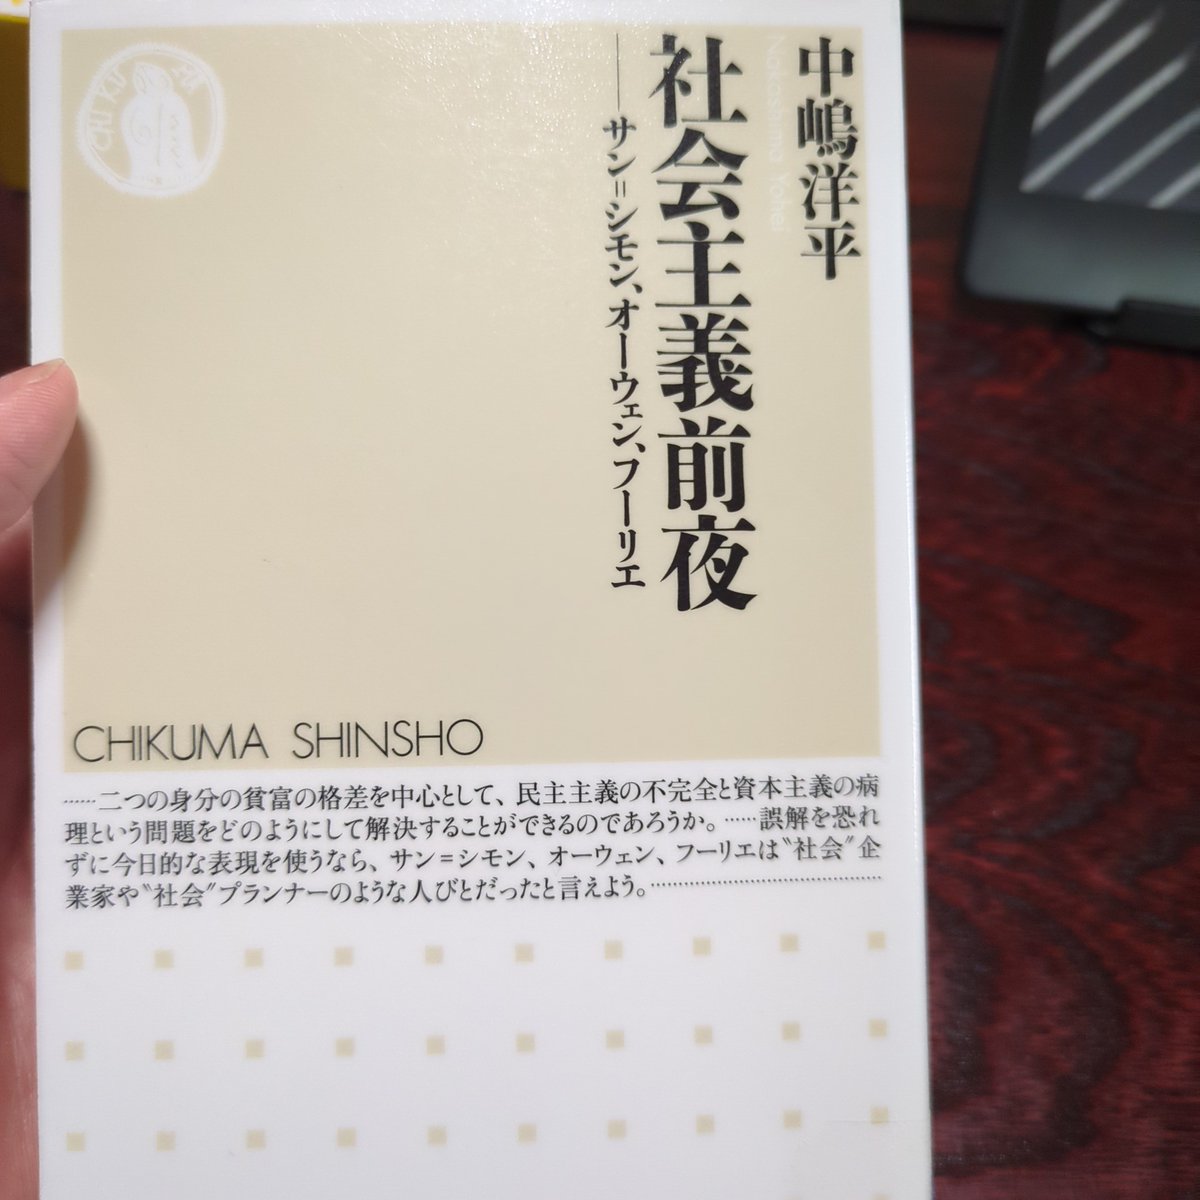 中嶋洋平
Nakashima Yohei
社会主義前夜
──サン=シモン、オーウェン、フーリエ
CHIKUMA SHINSHO
……二つの身分の貧富の格差を中心として、民主主義の不完全と資本主義の病
理という問題をどのようにして解決することができるのであろうか。……誤解を恐れ
ずに今日的な表現を使うなら、サン=シモン、オーウェン、フーリエは〝社会〟企
業家や〝社会〟プランナーのような人びとだったと言えよう。……………………